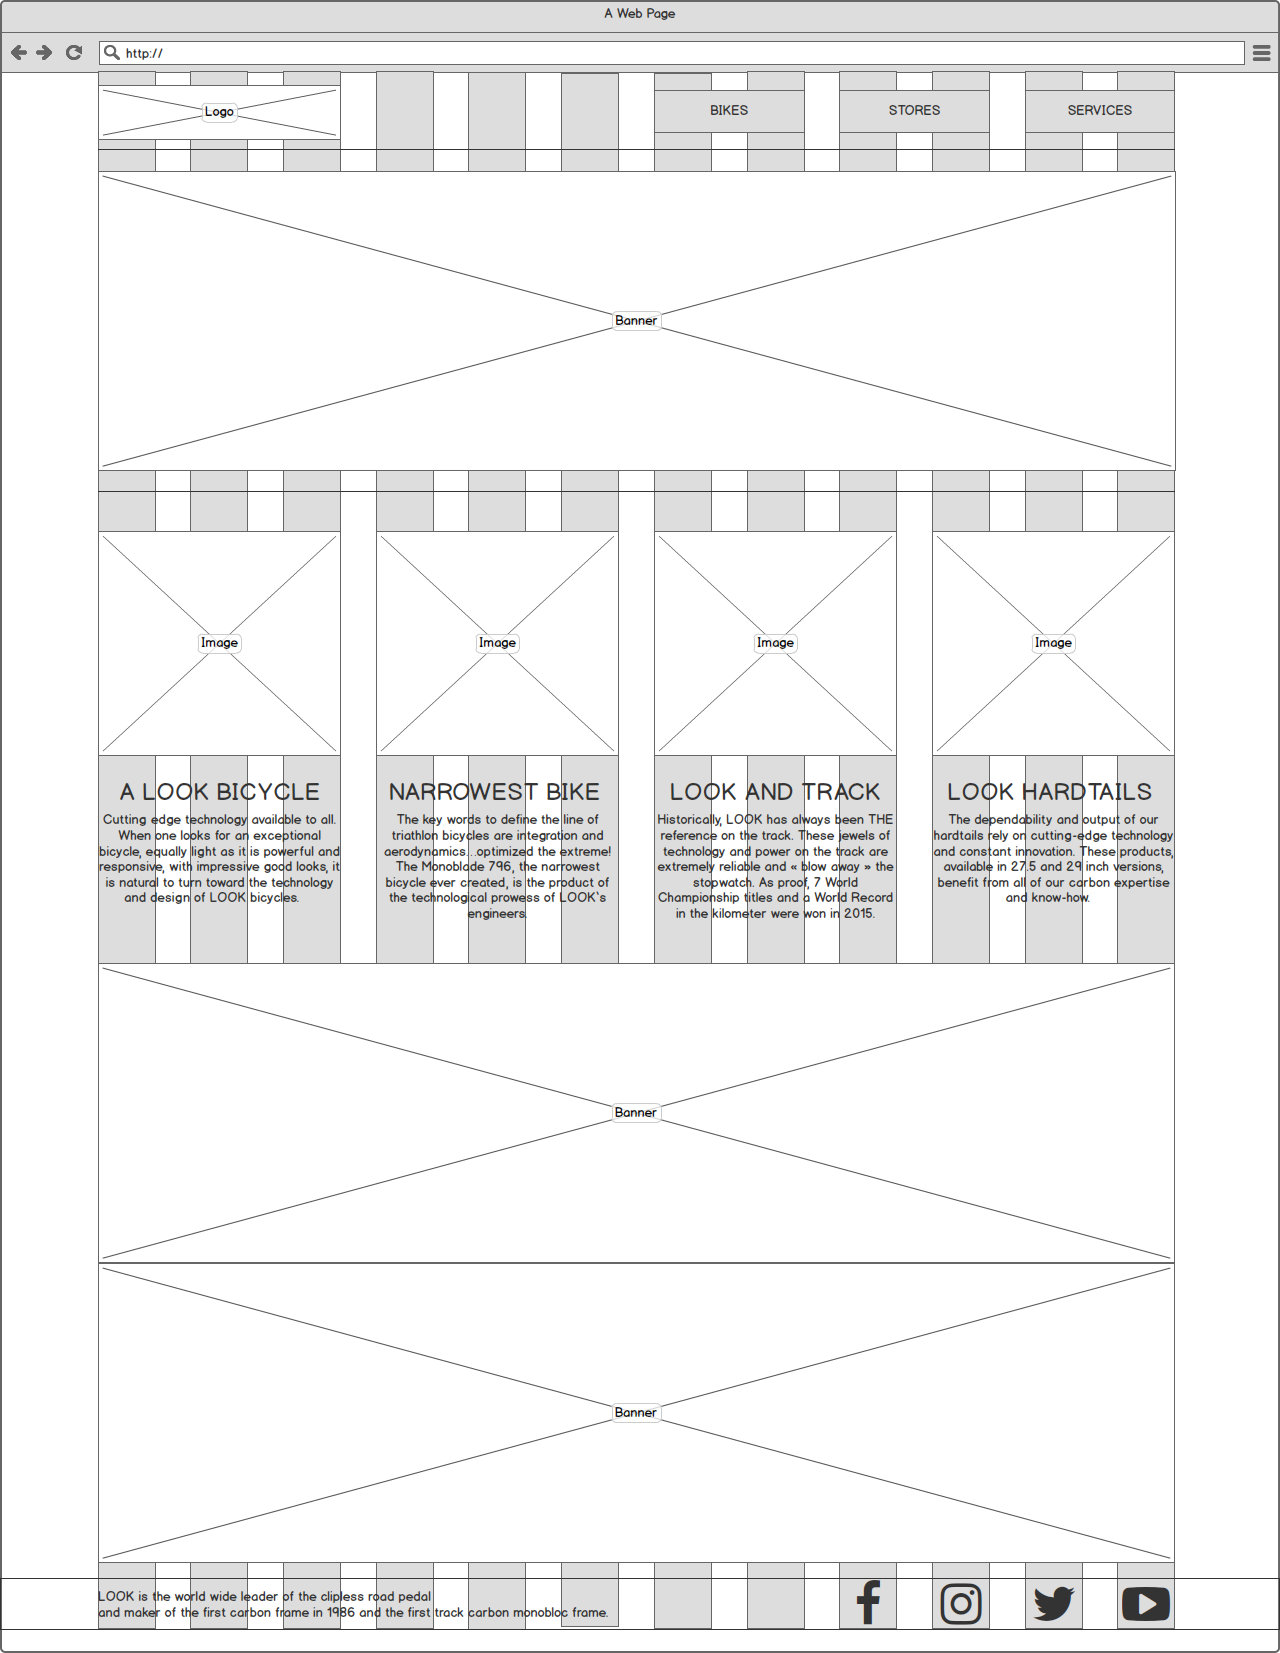 A Web Page
http://
Logo
BIKES
STORES
SERVICES
Banner
Image
Image
Image
Image
A LOOK BICYCLE
Cutting edge technology available to all.
When one looks for an exceptional
bicycle, equally light as it is powerful and
responsive, with impressive good looks, it
is natural to turn toward the technology
and design of LOOK bicycles.
NARROWEST BIKE
The key words to define the line of
triathlon bicycles are integration and
aerodynamics...optimized the extreme!
The Monoblade 796, the narrowest
bicycle ever created, is the product of
the technological prowess of LOOK`s
engineers.
LOOK AND TRACK
Historically, LOOK has always been THE
reference on the track. These jewels of
technology and power on the track are
extremely reliable and « blow away » the
stopwatch. As proof, 7 World
Championship titles and a World Record
in the kilometer were won in 2015.
LOOK HARDTAILS
The dependability and output of our
hardtails rely on cutting-edge technology
and constant innovation. These products,
available in 27.5 and 29 inch versions,
benefit from all of our carbon expertise
and know-how.
Banner
Banner
LOOK is the world wide leader of the clipless road pedal
and maker of the first carbon frame in 1986 and the first track carbon monobloc frame.